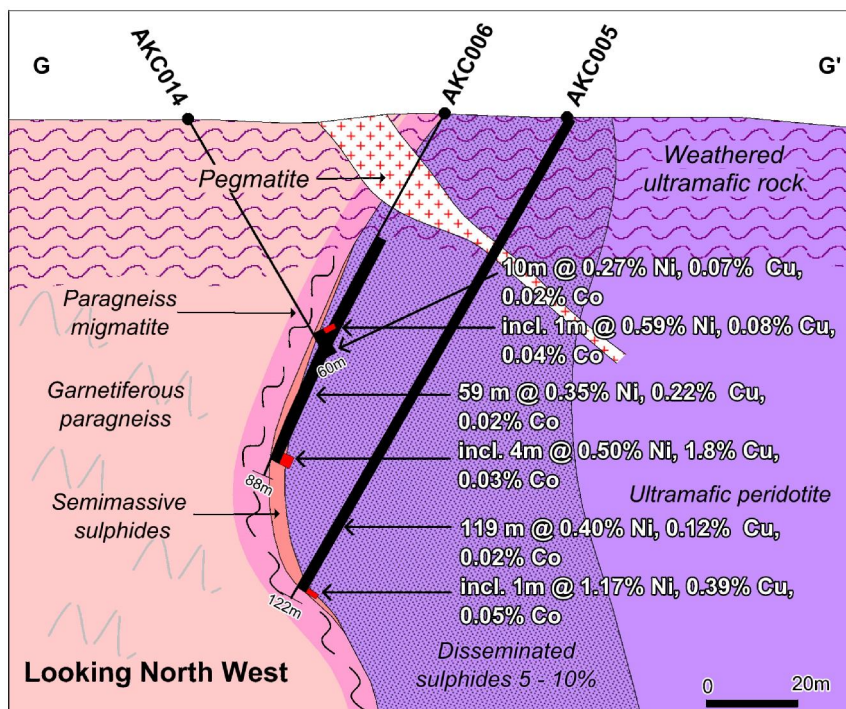 G
AKC014
AKC006
AKC005
G'
Pegmatite
Weathered
ultramafic rock
10m @ 0.27% Ni, 0.07% Cu,
0.02% Co
Paragneiss
migmatite
incl. 1m @ 0.59% Ni, 0.08% Cu,
0.04% Co
60m
Garnetiferous
paragneiss
59 m @ 0.35% Ni, 0.22% Cu,
0.02% Co
incl. 4m @ 0.50% Ni, 1.8% Cu,
0.03% Co
88m
Semimassive
sulphides
Ultramafic peridotite
119 m @ 0.40% Ni, 0.12% Cu,
0.02% Co
incl. 1m @ 1.17% Ni, 0.39% Cu,
0.05% Co
122m
Disseminated
sulphides 5 - 10%
Looking North West
0 20m